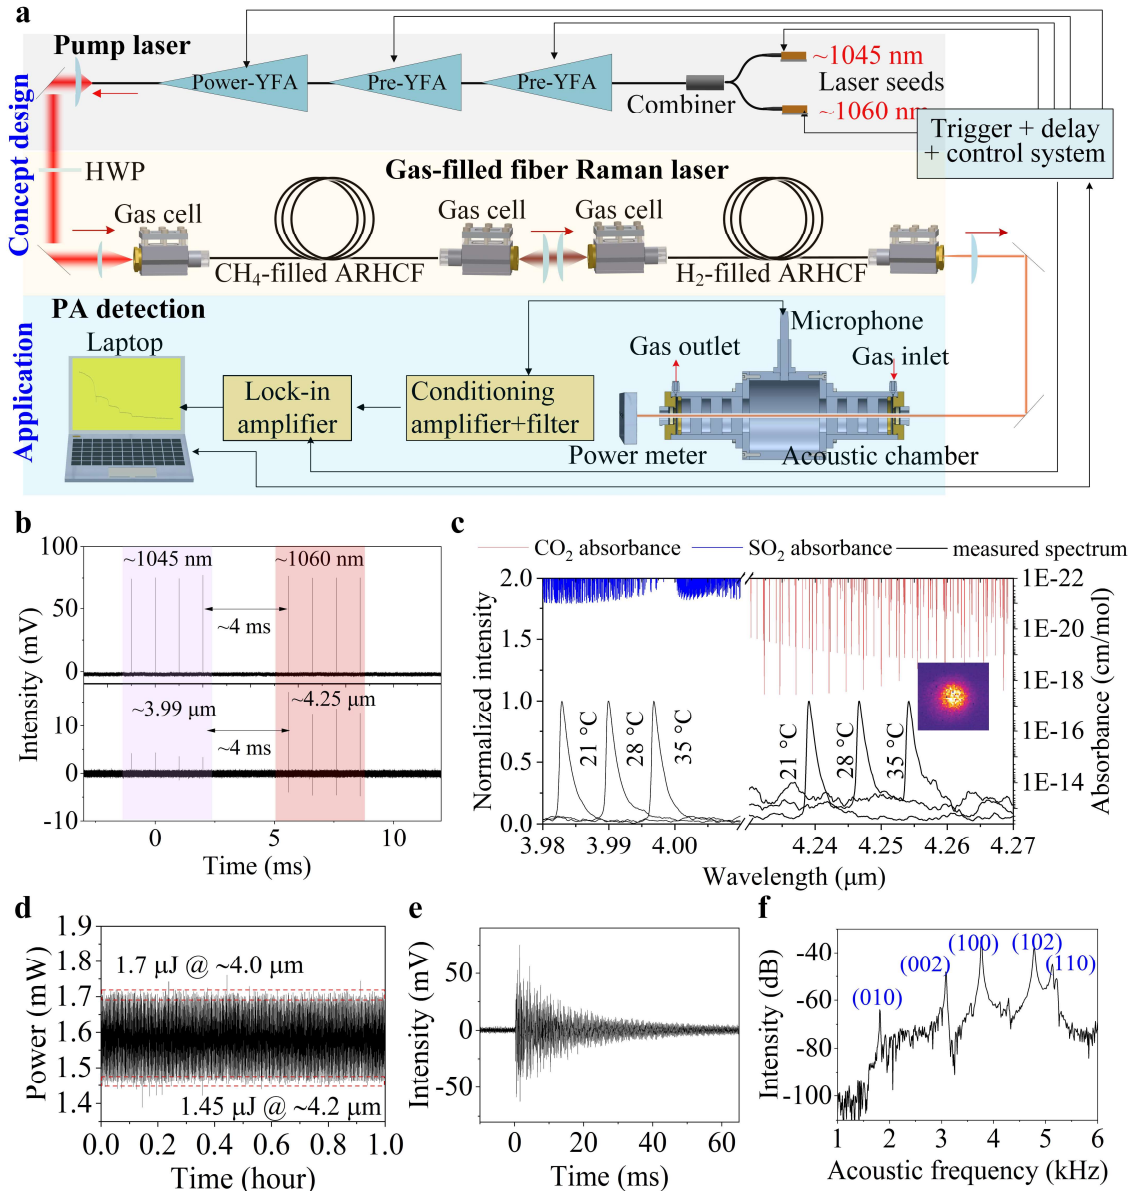 a
Concept design
Pump laser
Power-YFA
Pre-YFA
Pre-YFA
Combiner
~1045 nm
Laser seeds
~1060 nm
Trigger + delay
+ control system
HWP
Gas-filled fiber Raman laser
Gas cell
CH4-filled ARHCF
Gas cell
Gas cell
H2-filled ARHCF
Application
PA detection
Laptop
Lock-in
amplifier
Conditioning
amplifier+filter
Microphone
Gas outlet
Gas inlet
Power meter
Acoustic chamber
b
100
50
0
10
0
-10
Intensity (mV)
~1045 nm
~1060 nm
~4 ms
~3.99 μm
~4.25 μm
~4 ms
0
5
10
Time (ms)
c
CO2 absorbance
SO2 absorbance
measured spectrum
2.0
1.5
1.0
0.5
0.0
Normalized intensity
21 °C
28 °C
35 °C
21 °C
28 °C
35 °C
1E-22
1E-20
1E-18
1E-16
1E-14
Absorbance (cm/mol)
3.98
3.99
4.00
4.24
4.25
4.26
4.27
Wavelength (μm)
d
1.9
1.8
1.7
1.6
1.5
1.4
Power (mW)
1.7 μJ @ ~4.0 μm
1.45 μJ @ ~4.2 μm
0.0
0.2
0.4
0.6
0.8
1.0
Time (hour)
e
50
0
-50
Intensity (mV)
0
20
40
60
Time (ms)
f
-40
-60
-80
-100
Intensity (dB)
(010)
(002)
(100)
(102)
(110)
1
2
3
4
5
6
Acoustic frequency (kHz)